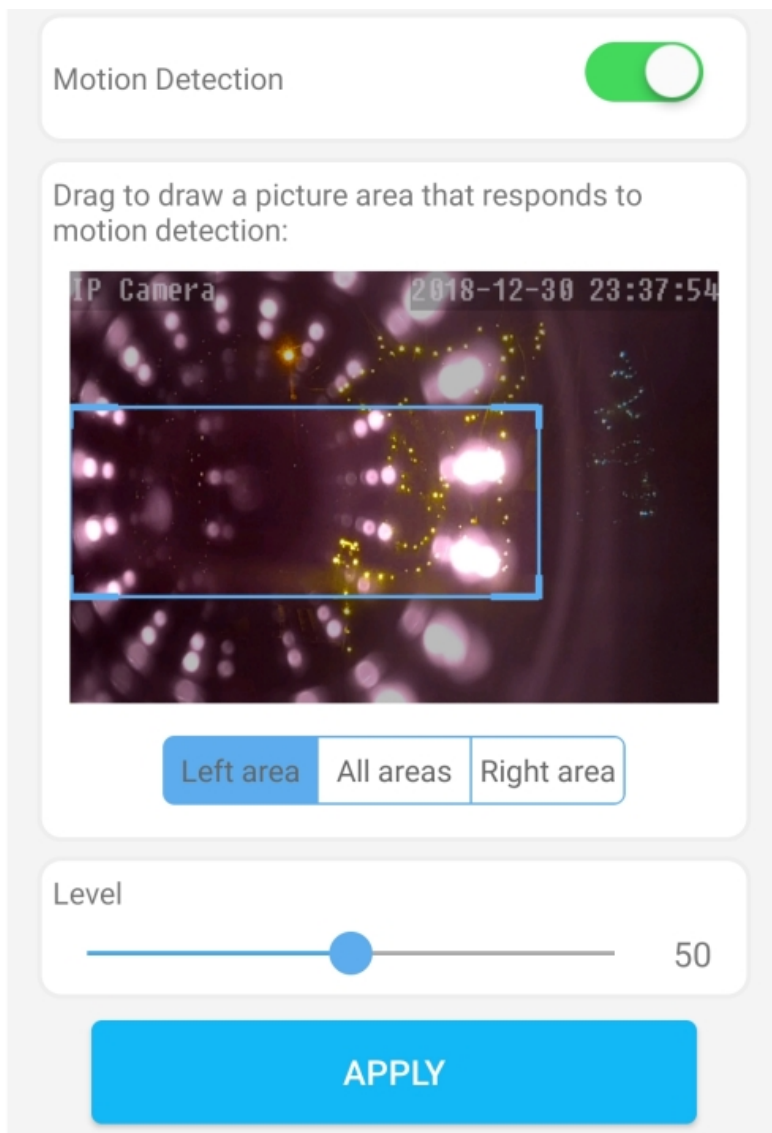 Motion Detection
Drag to draw a picture area that responds to
motion detection:
IP Camera 2018-12-30 23:37:54
Left area All areas Right area
Level
50
APPLY